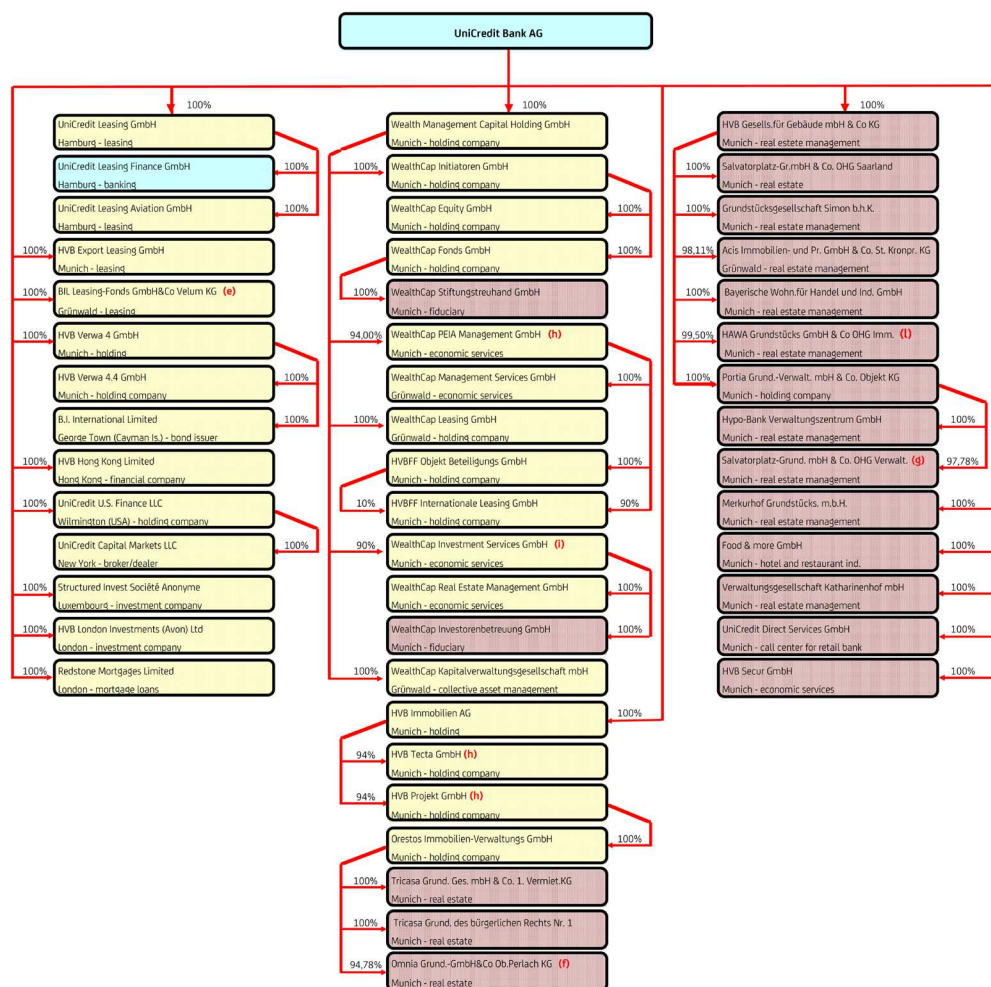 UniCredit Bank AG
100%
UniCredit Leasing GmbH
Hamburg - leasing
UniCredit Leasing Finance GmbH
Hamburg - banking
100%
UniCredit Leasing Aviation GmbH
Hamburg - leasing
100%
100%
HVB Export Leasing GmbH
Munich - leasing
100%
BIL Leasing-Fonds GmbH&Co Velum KG (e)
Grünwald - Leasing
100%
HVB Verwa 4 GmbH
Munich - holding
HVB Verwa 4.4 GmbH
Munich - holding company
100%
B.I. International Limited
George Town (Cayman Is.) - bond issuer
100%
100%
HVB Hong Kong Limited
Hong Kong - financial company
100%
UniCredit U.S. Finance LLC
Wilmington (USA) - holding company
UniCredit Capital Markets LLC
New York - broker/dealer
100%
100%
Structured Invest Société Anonyme
Luxembourg - investment company
100%
HVB London Investments (Avon) Ltd
London - investment company
100%
Redstone Mortgages Limited
London - mortgage loans
100%
Wealth Management Capital Holding GmbH
Munich - holding company
100%
WealthCap Initiatoren GmbH
Munich - holding company
WealthCap Equity GmbH
Munich - holding company
100%
WealthCap Fonds GmbH
Munich - holding company
100%
100%
WealthCap Stiftungstreuhand GmbH
Munich - fiduciary
94,00%
WealthCap PEIA Management GmbH (h)
Munich - economic services
WealthCap Management Services GmbH
Grünwald - economic services
100%
100%
WealthCap Leasing GmbH
Grünwald - holding company
HVBFF Objekt Beteiligungs GmbH
Munich - holding company
100%
10%
HVBFF Internationale Leasing GmbH
Munich - holding company
90%
90%
WealthCap Investment Services GmbH (i)
Munich - economic services
WealthCap Real Estate Management GmbH
Munich - economic services
100%
WealthCap Investorenbetreuung GmbH
Munich - fiduciary
100%
100%
WealthCap Kapitalverwaltungsgesellschaft mbH
Grünwald - collective asset management
HVB Immobilien AG
Munich - holding
100%
94%
HVB Tecta GmbH (h)
Munich - holding company
94%
HVB Projekt GmbH (h)
Munich - holding company
Orestos Immobilien-Verwaltungs GmbH
Munich - holding company
100%
100%
Tricasa Grund. Ges. mbH & Co. 1. Vermiet.KG
Munich - real estate
100%
Tricasa Grund. des bürgerlichen Rechts Nr. 1
Munich - real estate
94,78%
Omnia Grund.-GmbH&Co Ob.Perlach KG (f)
Munich - real estate
100%
HVB Gesells.für Gebäude mbH & Co KG
Munich - real estate management
100%
Salvatorplatz-Gr.mbH & Co. OHG Saarland
Munich - real estate
100%
Grundstücksgesellschaft Simon b.h.K.
Munich - real estate management
98,11%
Acis Immobilien- und Pr. GmbH & Co. St. Kronpr. KG
Grünwald - real estate management
100%
Bayerische Wohn.für Handel und Ind. GmbH
Munich - real estate management
99,50%
HAWA Grundstücks GmbH & Co OHG Imm. (l)
Munich - real estate management
100%
Portia Grund.-Verwalt. mbH & Co. Objekt KG
Munich - holding company
Hypo-Bank Verwaltungszentrum GmbH
Munich - real estate management
100%
Salvatorplatz-Grund. mbH & Co. OHG Verwalt. (g)
Munich - real estate management
97,78%
Merkurhof Grundstücks. m.b.H.
Munich - real estate management
100%
Food & more GmbH
Munich - hotel and restaurant ind.
100%
Verwaltungsgesellschaft Katharinenhof mbH
Munich - real estate management
100%
UniCredit Direct Services GmbH
Munich - call center for retail bank
100%
HVB Secur GmbH
Munich - economic services
100%